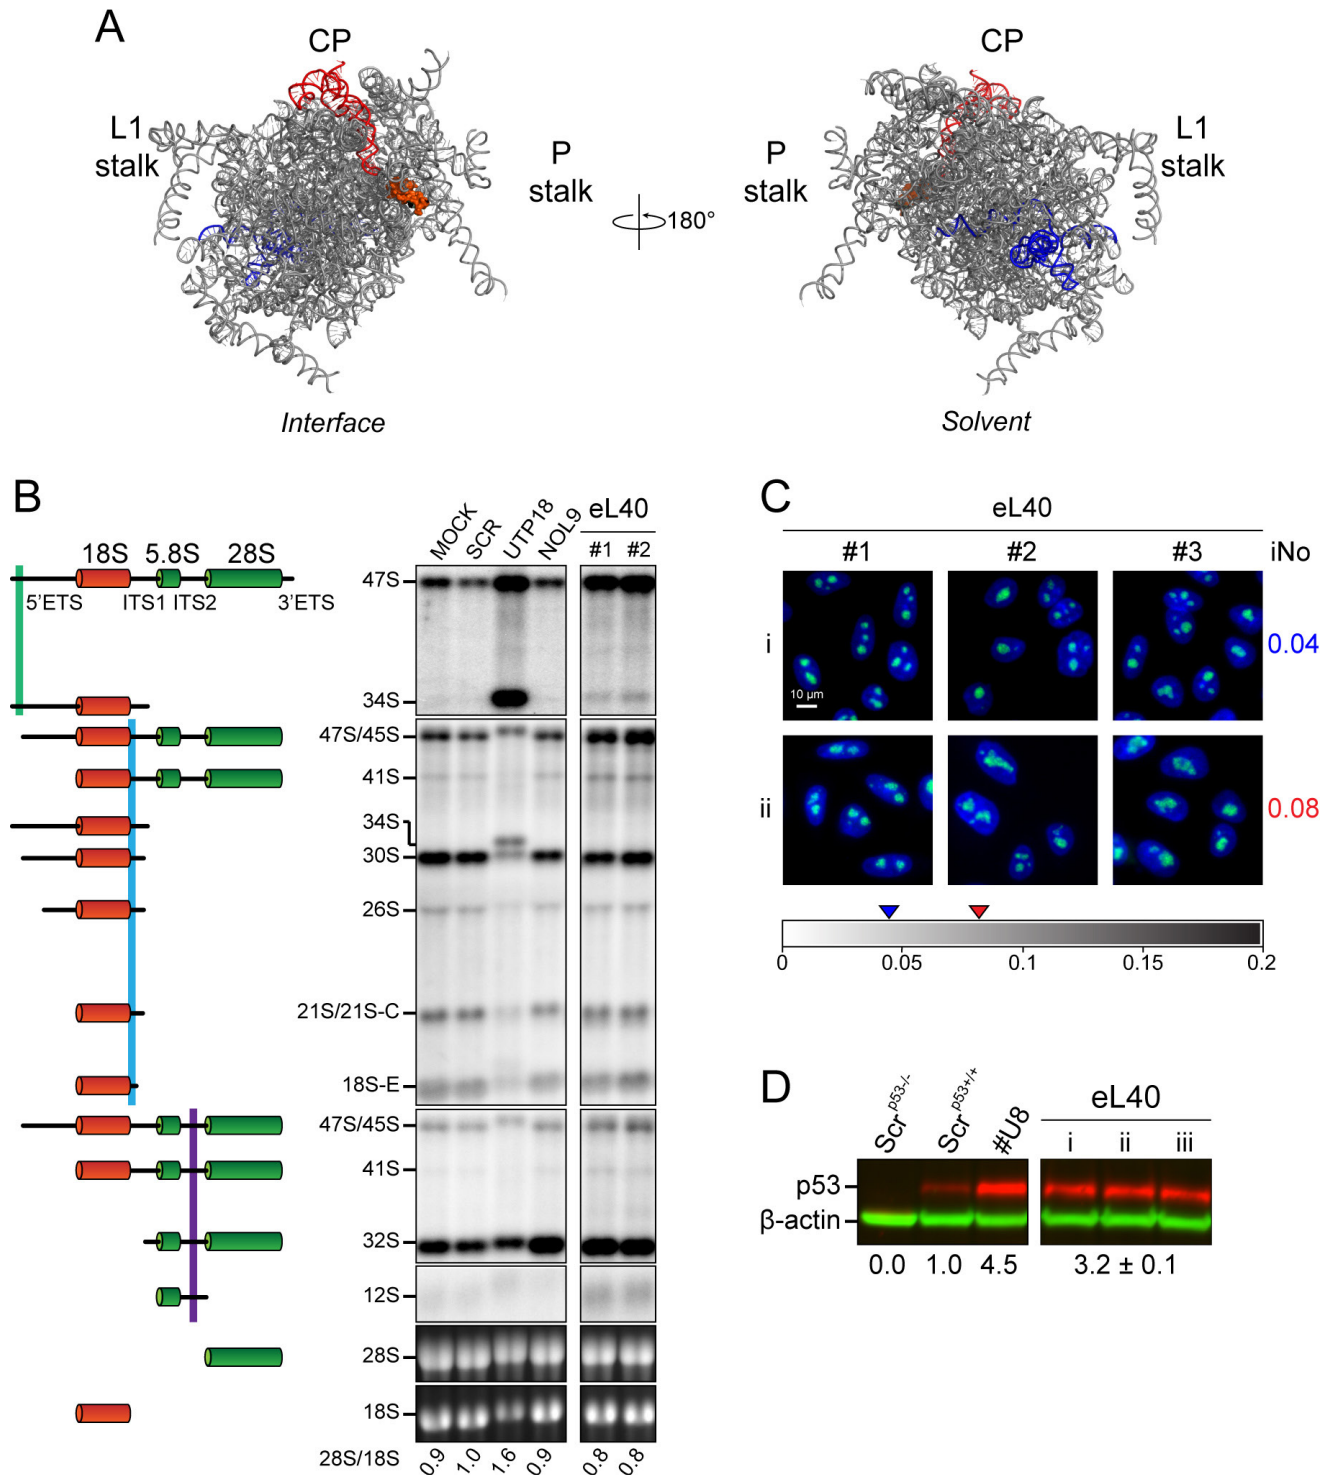 A
CP
CP
L1
stalk
P
stalk
180°
P
stalk
L1
stalk
Interface
Solvent
B
18S 5.8S 28S
5'ETS ITS1 ITS2 3'ETS
MOCK SCR UTP18 NOL9 eL40
#1 #2
47S
34S
47S/45S
41S
34S
30S
26S
21S/21S-C
18S-E
47S/45S
41S
32S
12S
28S
18S
28S/18S 0.9 1.0 1.6 0.9 0.8 0.8
C
eL40
#1 #2 #3 iNo
i 0.04
10 µm
ii 0.08
0 0.05 0.1 0.15 0.2
D
Scr p53-/- Scr p53+/+ #U8 eL40
i ii iii
p53
β-actin
0.0 1.0 4.5 3.2 ± 0.1